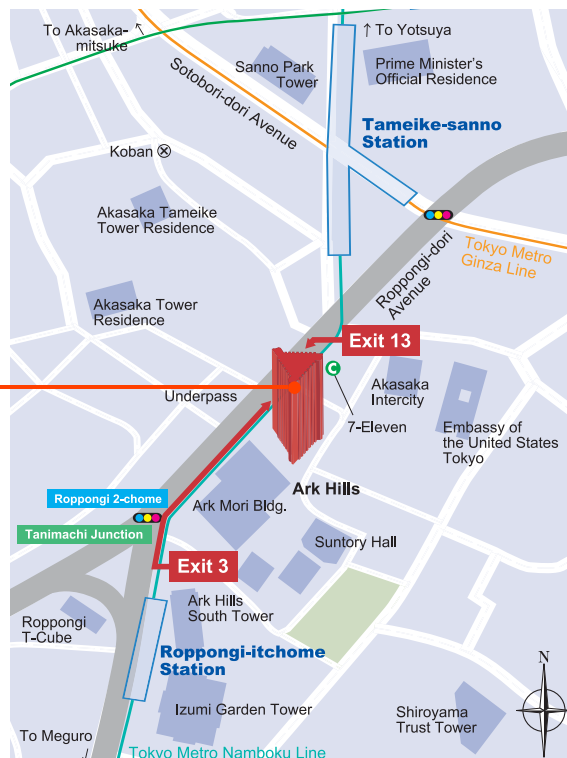 To Akasaka-
mitsuke
To Yotsuya
Sanno Park
Tower
Prime Minister's
Official Residence
Sotobori-dori Avenue
Tameike-sanno
Station
Koban
Akasaka Tameike
Tower Residence
Tokyo Metro
Ginza Line
Roppongi-dori
Avenue
Akasaka Tower
Residence
Exit 13
C
Underpass
Akasaka
Intercity
7-Eleven
Embassy of
the United States
Tokyo
Ark Hills
Roppongi 2-chome
Ark Mori Bldg.
Tanimachi Junction
Suntory Hall
Exit 3
Ark Hills
South Tower
Roppongi
T-Cube
Roppongi-itchome
Station
N
Izumi Garden Tower
Shiroyama
Trust Tower
To Meguro
Tokyo Metro Namboku Line